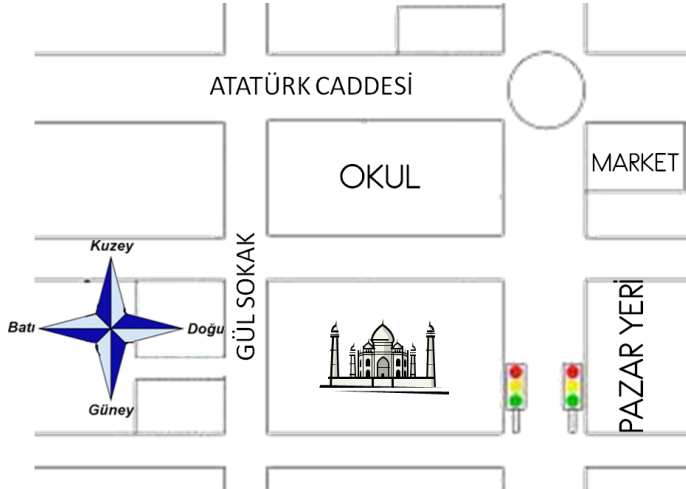 ATATÜRK CADDESİ
OKUL
MARKET
GÜL SOKAK
Kuzey
Batı
Doğu
Güney
PAZAR YERİ